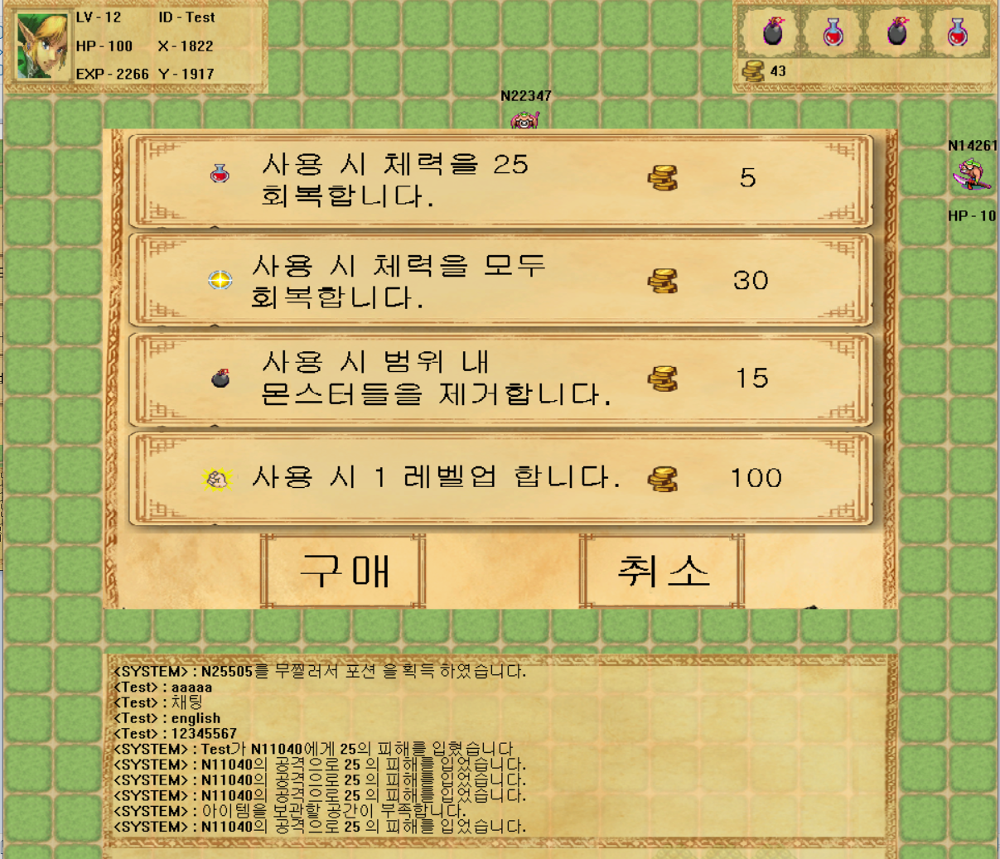 LV - 12 ID - Test
HP - 100 X - 1822
EXP - 2266 Y - 1917
43
N22347
N14261
HP - 10
사용 시 체력을 25
회복합니다.
5
사용 시 체력을 모두
회복합니다.
30
사용 시 범위 내
몬스터들을 제거합니다.
15
사용 시 1 레벨업 합니다.
100
구매
취소
<SYSTEM> : N25505를 무찔러서 포션 을 획득 하였습니다.
<Test> : aaaaa
<Test> : 채팅
<Test> : english
<Test> : 12345567
<SYSTEM> : Test가 N11040에게 25의 피해를 입혔습니다
<SYSTEM> : N11040의 공격으로 25 의 피해를 입었습니다.
<SYSTEM> : N11040의 공격으로 25 의 피해를 입었습니다.
<SYSTEM> : N11040의 공격으로 25 의 피해를 입었습니다.
<SYSTEM> : 아이템을 보관할 공간이 부족합니다.
<SYSTEM> : N11040의 공격으로 25 의 피해를 입었습니다.